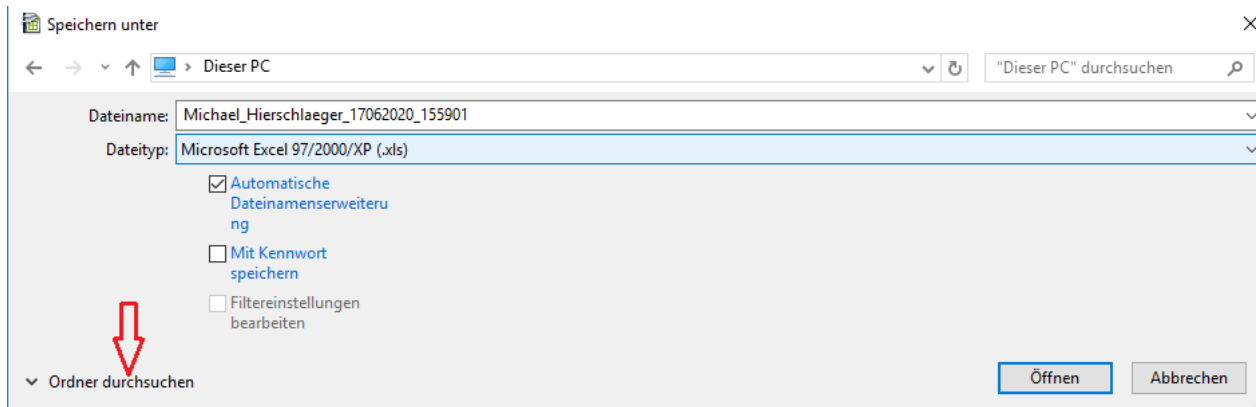 Speichern unter
Dieser PC
"Dieser PC" durchsuchen
Dateiname: Michael_Hierschlaeger_17062020_155901
Dateityp: Microsoft Excel 97/2000/XP (.xls)
Automatische
Dateinamenserweiteru
ng
Mit Kennwort
speichern
Filtereinstellungen
bearbeiten
Ordner durchsuchen
Öffnen
Abbrechen